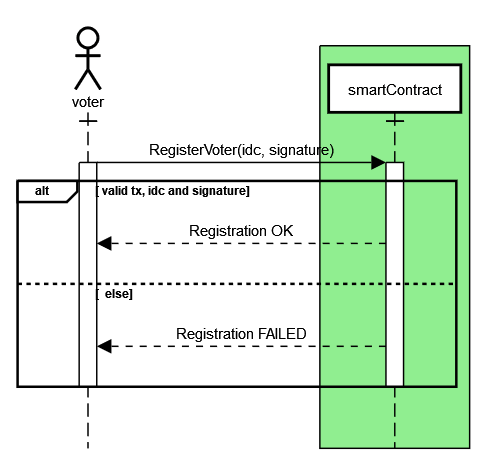 voter
smartContract
RegisterVoter(idc, signature)
alt
[ valid tx, idc and signature]
Registration OK
[ else]
Registration FAILED